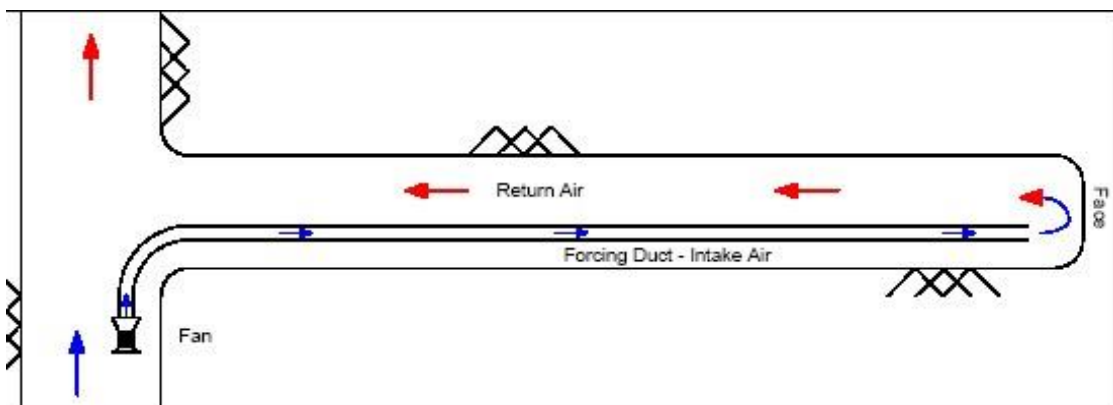 Return Air
Face
Forcing Duct - Intake Air
Fan